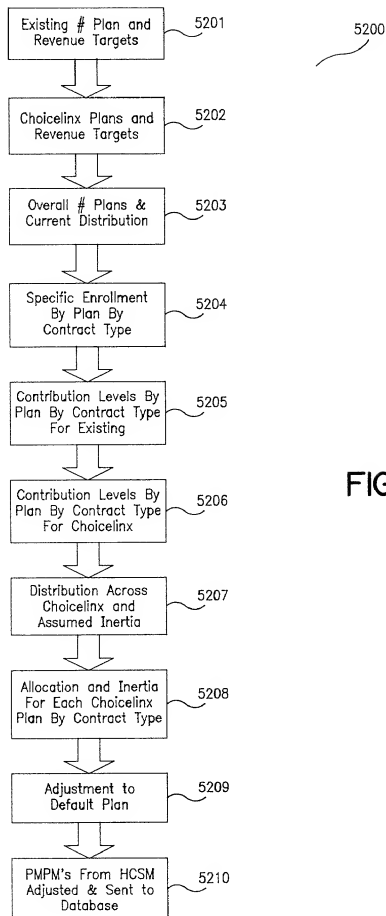 Existing # Plan and
Revenue Targets
5201
5200
Choicelinx Plans and
Revenue Targets
5202
Overall # Plans &
Current Distribution
5203
Specific Enrollment
By Plan By
Contract Type
5204
Contribution Levels By
Plan By Contract Type
For Existing
5205
Contribution Levels By
Plan By Contract Type
For Choicelinx
5206
FIG
Distribution Across
Choicelinx and
Assumed Inertia
5207
Allocation and Inertia
For Each Choicelinx
Plan By Contract Type
5208
Adjustment to
Default Plan
5209
PMPM's From HCSM
Adjusted & Sent to
Database
5210